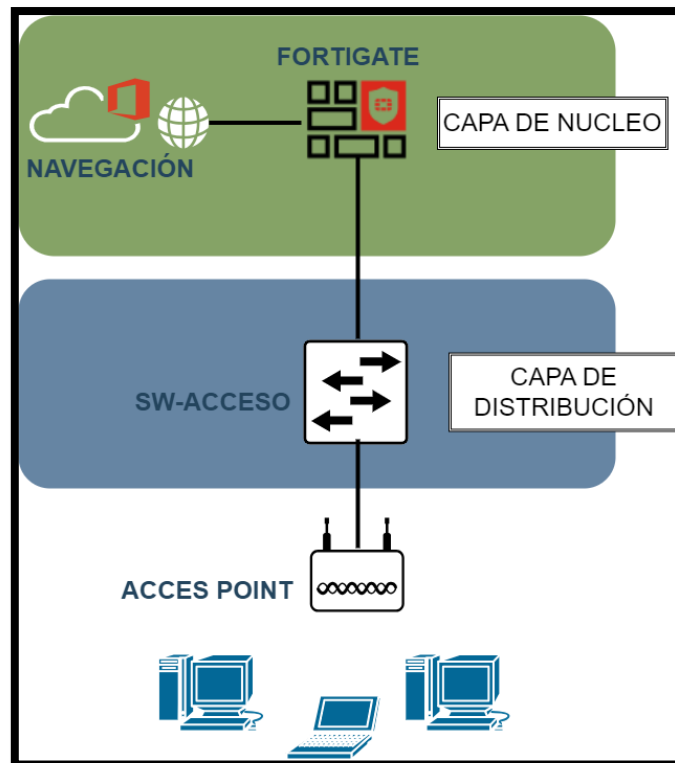 FORTIGATE
CAPA DE NUCLEO
NAVEGACIÓN
CAPA DE
DISTRIBUCIÓN
SW-ACCESO
ACCES POINT